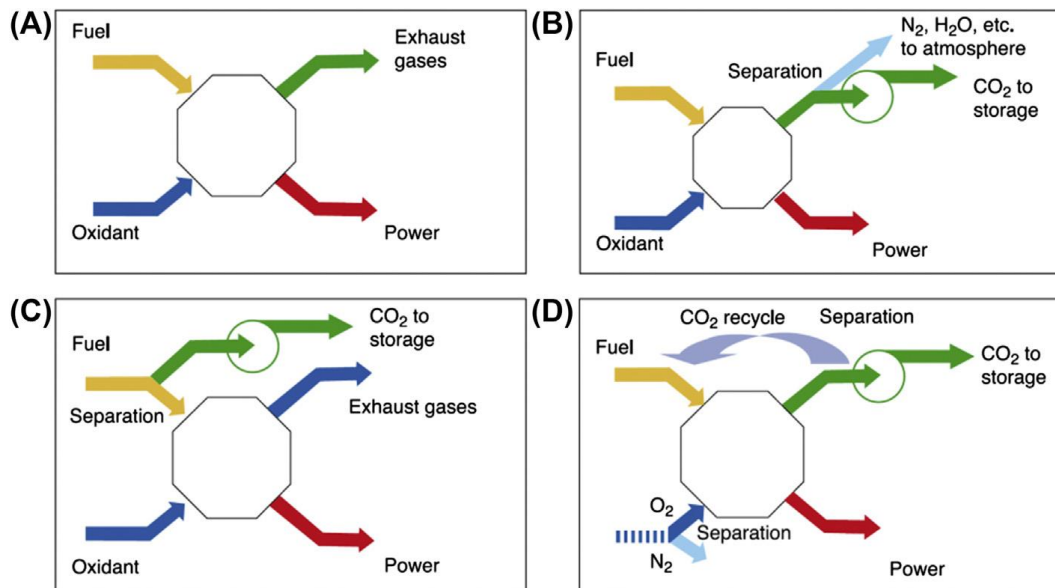 (A)
Fuel
Exhaust
gases
Oxidant
Power
(B)
Fuel
Separation
N₂, H₂O, etc.
to atmosphere
CO₂ to
storage
Oxidant
Power
(C)
Fuel
CO₂ to
storage
Separation
Exhaust gases
Oxidant
Power
(D)
CO₂ recycle
Separation
Fuel
CO₂ to
storage
O₂
Separation
N₂
Power